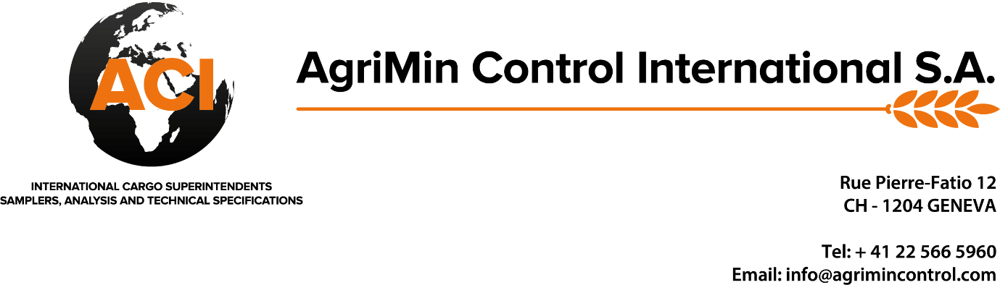 ACI
AgriMin Control International S.A.
INTERNATIONAL CARGO SUPERINTENDENTS
SAMPLERS, ANALYSIS AND TECHNICAL SPECIFICATIONS
Rue Pierre-Fatio 12
CH - 1204 GENEVA
Tel: + 41 22 566 5960
Email: info@agrimincontrol.com